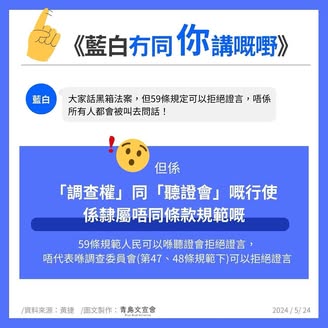 《藍白冇同你講嘅嘢》
藍白
大家話黑箱法案，但59條規定可以拒絕證言，唔係
所有人都會被叫去問話！
但係
「調查權」同「聽證會」嘅行使
係隸屬唔同條款規範嘅
59條規範人民可以喺聽證會拒絕證言，
唔代表喺調查委員會(第47、48條規範下)可以拒絕證言
/資料來源：黃捷 /圖文製作：青鳥文宣會
2024 / 5 / 24